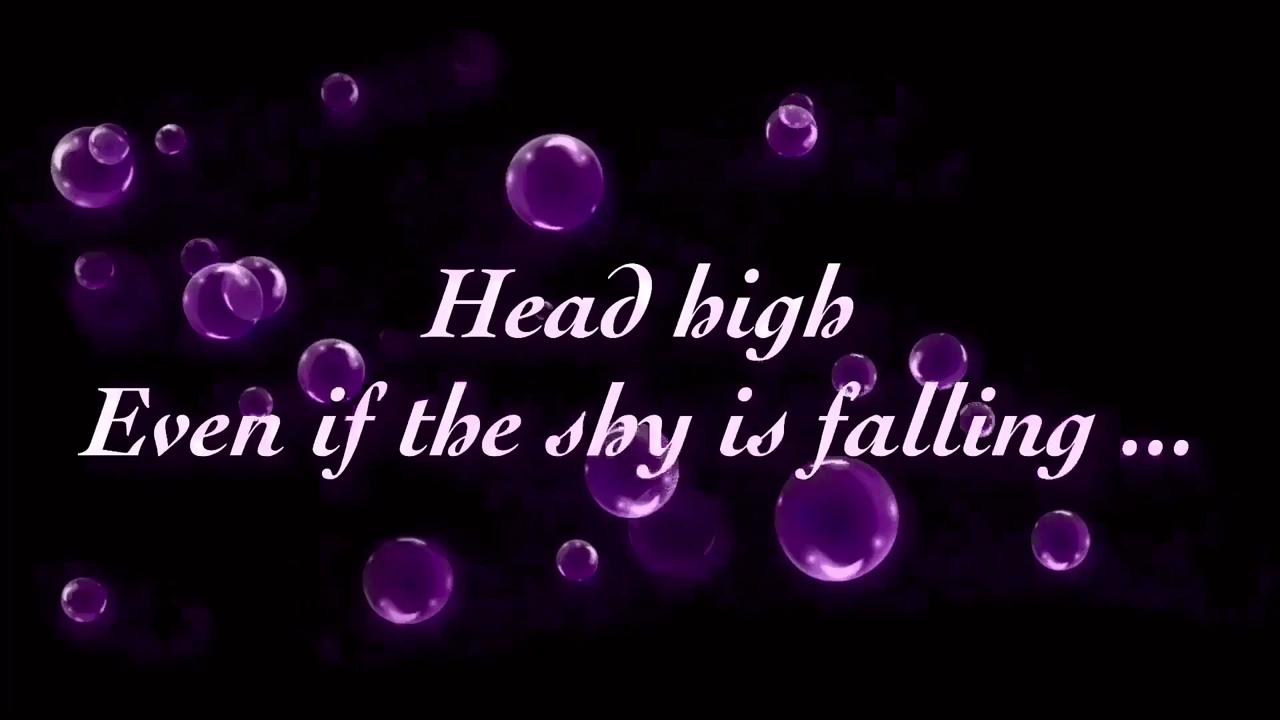 Head high
Even if the sky is falling ...